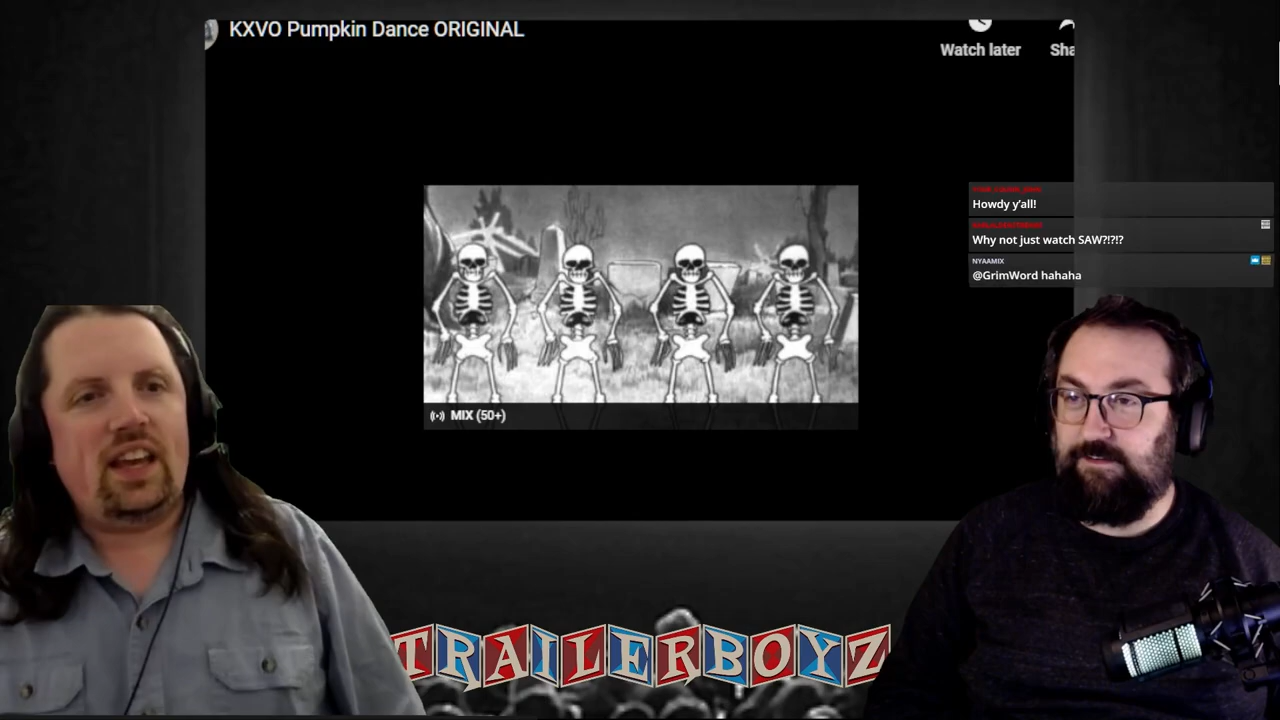 KXVO Pumpkin Dance ORIGINAL
Watch later
Sha
Howdy y'all!
Why not just watch SAW?!?!?
NYAAMIX
@GrimWord hahaha
MIX (50+)
TRAILERBOYZ